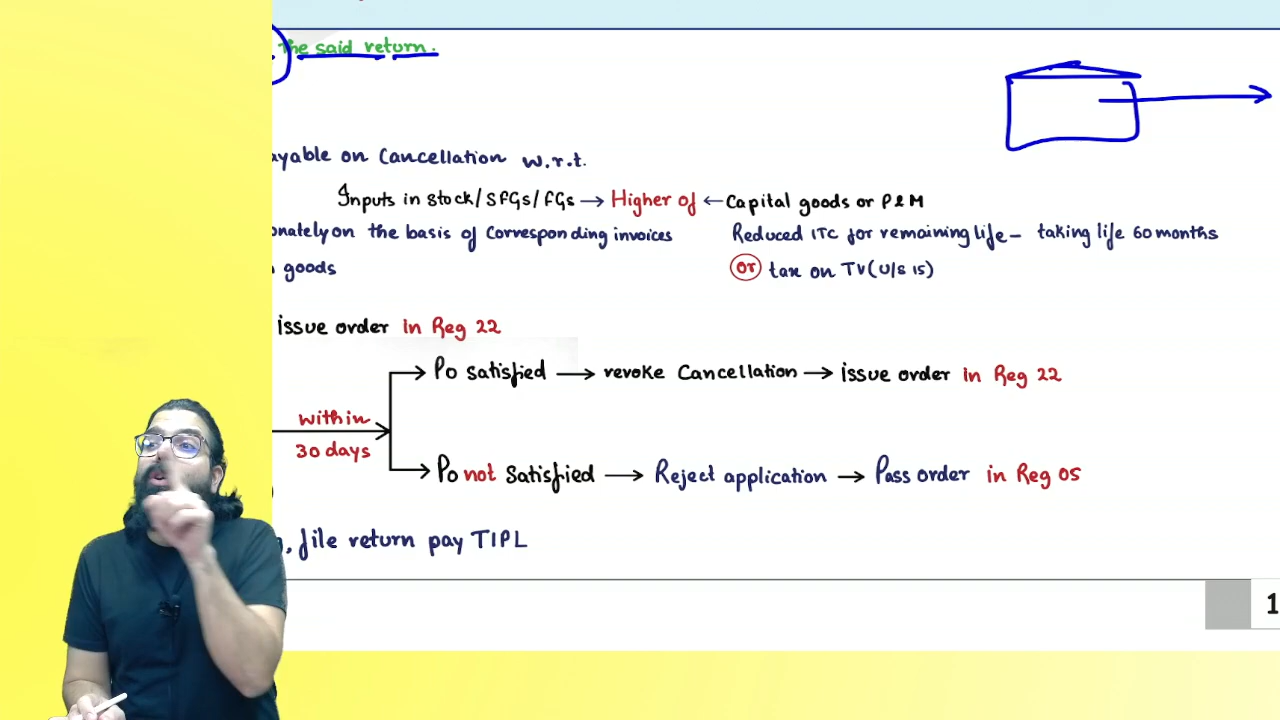 the said return.
ayable on Cancellation w.r.t.
Inputs in stock/SFGs/FGs → Higher of ← Capital goods or P&M
onately on the basis of Corresponding invoices Reduced ITC for remaining life - taking life 60 months
goods (or) tax on TV (U/s 15)
issue order in Reg 22
Po satisfied → revoke Cancellation → issue order in Reg 22
within
30 days
Po not Satisfied → Reject application → Pass order in Reg 05
, file return pay TIPL
1